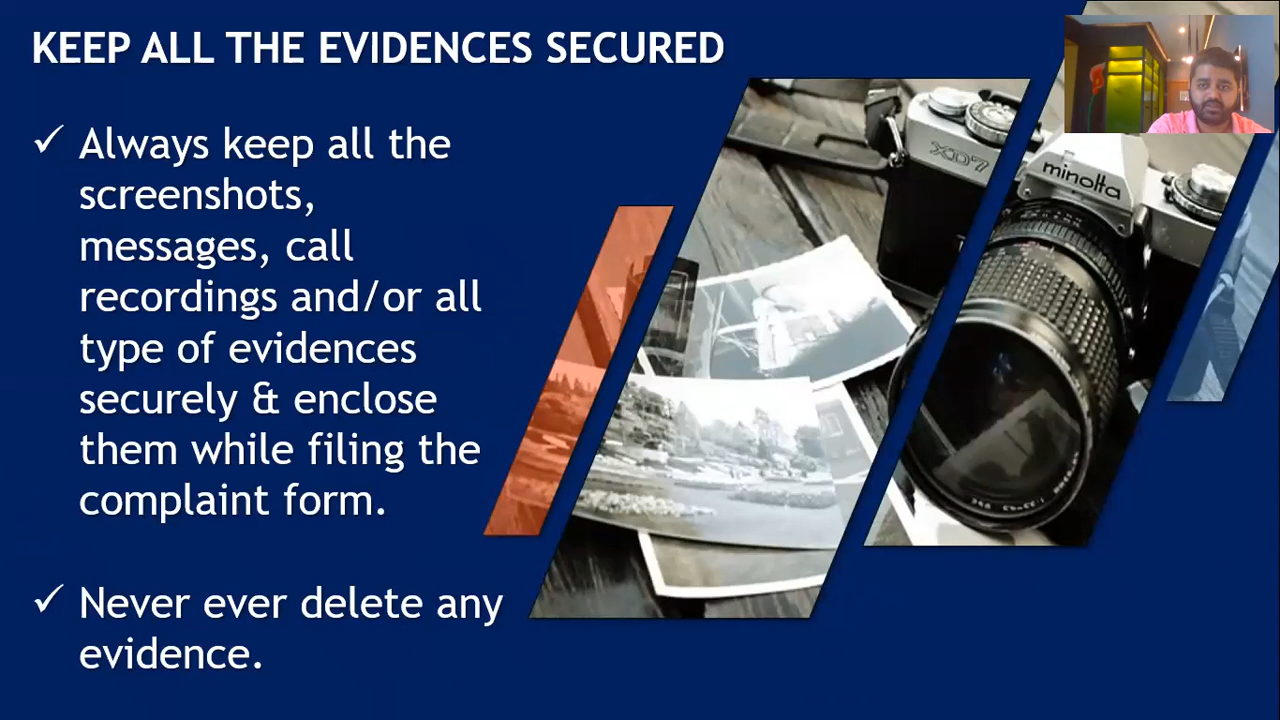 KEEP ALL THE EVIDENCES SECURED
✓ Always keep all the
screenshots,
messages, call
recordings and/or all
type of evidences
securely & enclose
them while filing the
complaint form.
✓ Never ever delete any
evidence.
XD7
minolta